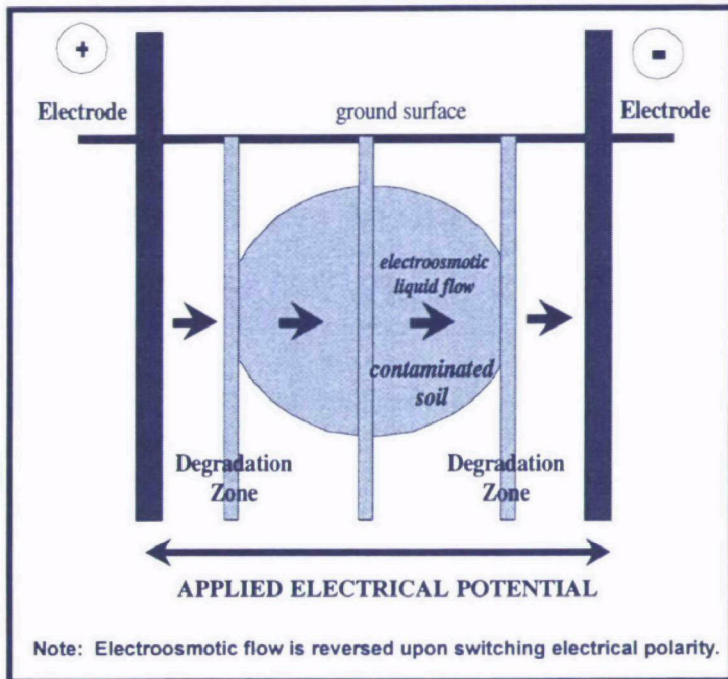 +
-
Electrode
ground surface
Electrode
electroosmotic
liquid flow
contaminated
soil
Degradation
Zone
Degradation
Zone
APPLIED ELECTRICAL POTENTIAL
Note: Electroosmotic flow is reversed upon switching electrical polarity.